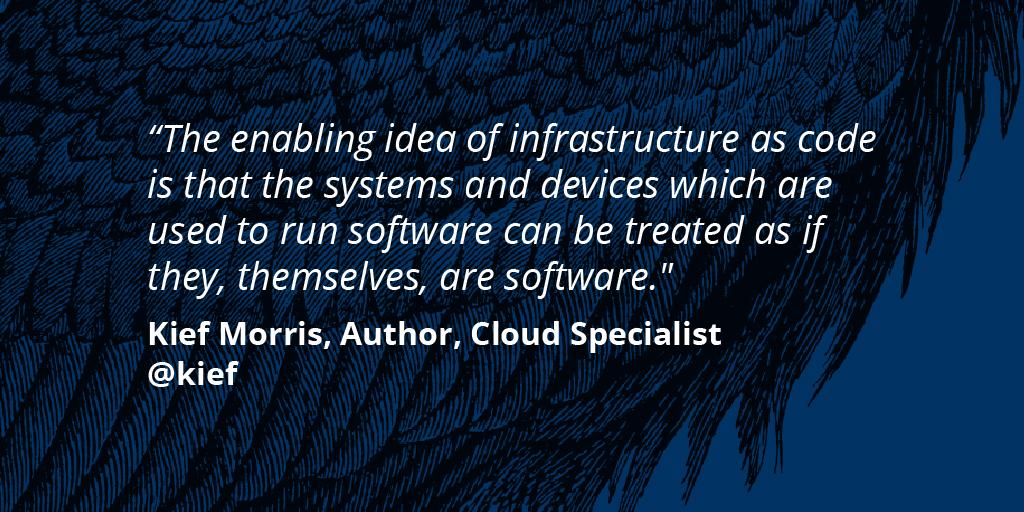 “The enabling idea of infrastructure as code
is that the systems and devices which are
used to run software can be treated as if
they, themselves, are software."
Kief Morris, Author, Cloud Specialist
@kief